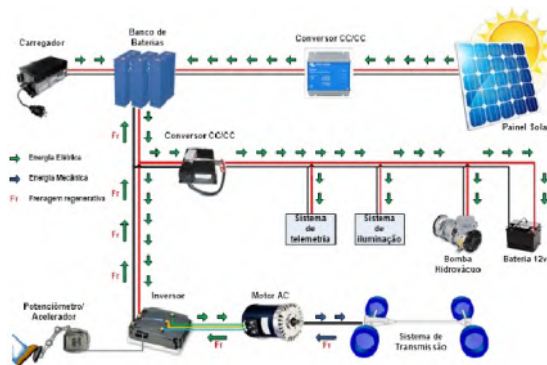 Carregador
Banco de
Baterias
Conversor CC/CC
Painel Solar
Fr
Conversor CC/CC
Energia Elétrica
Energia Mecânica
Fr Frenagem regenerativa
Fr
Sistema
de
telemetria
Sistema
de
iluminação
Bomba
Hidrovácuo
Bateria 12v
Fr
Fr
Potenciômetro/
Acelerador
Inversor
Motor AC
Fr
Fr
Sistema de
Transmissão